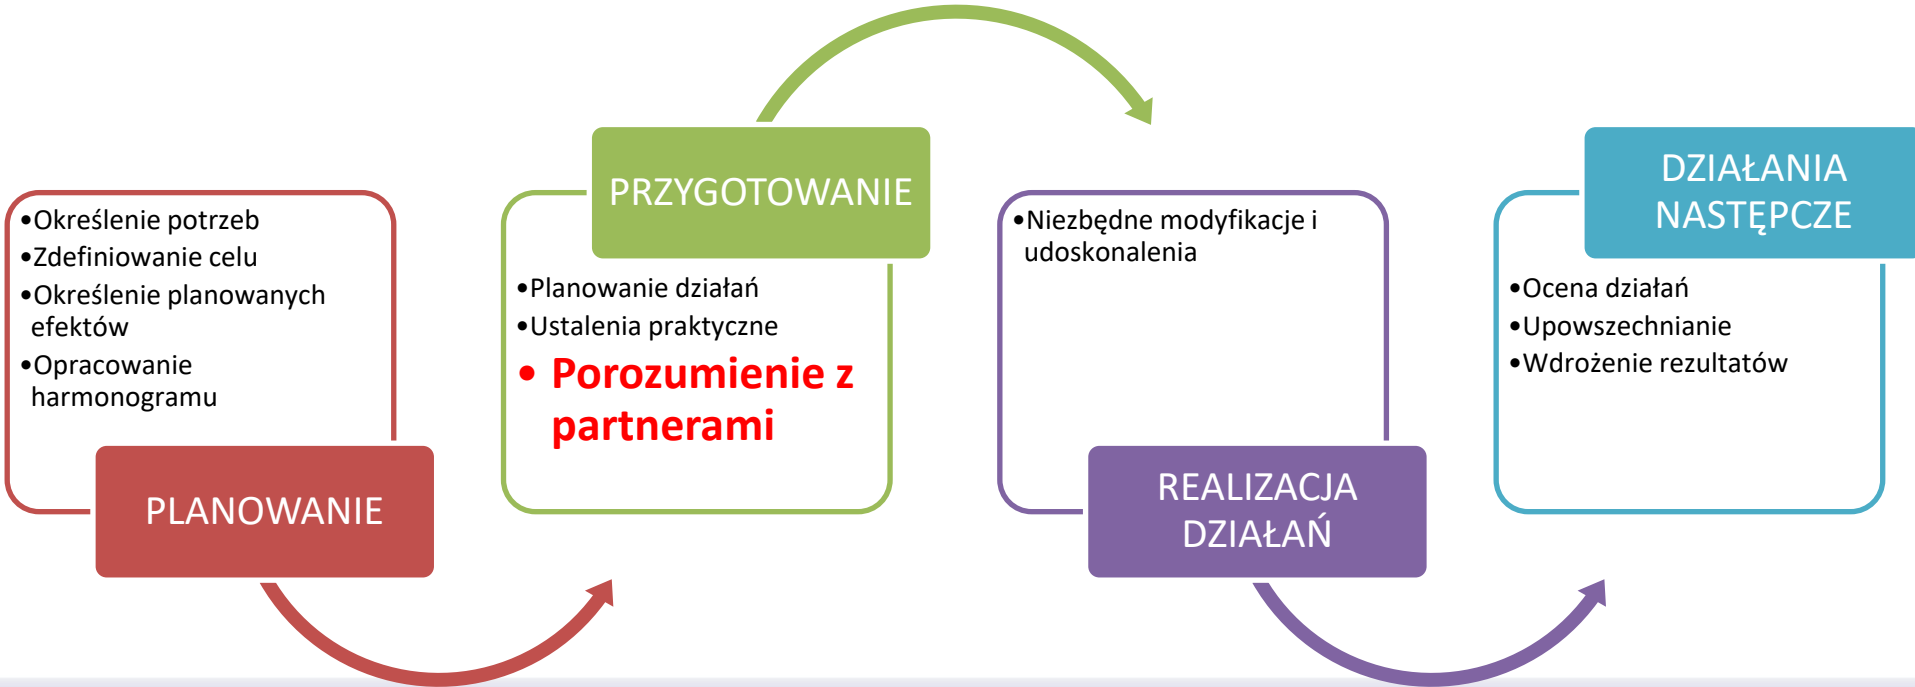 •Określenie potrzeb
•Zdefiniowanie celu
•Określenie planowanych
efektów
•Opracowanie
harmonogramu
PLANOWANIE
PRZYGOTOWANIE
•Planowanie działań
•Ustalenia praktyczne
• Porozumienie z
partnerami
•Niezbędne modyfikacje i
udoskonalenia
REALIZACJA
DZIAŁAŃ
DZIAŁANIA
NASTĘPCZE
•Ocena działań
•Upowszechnianie
•Wdrożenie rezultatów